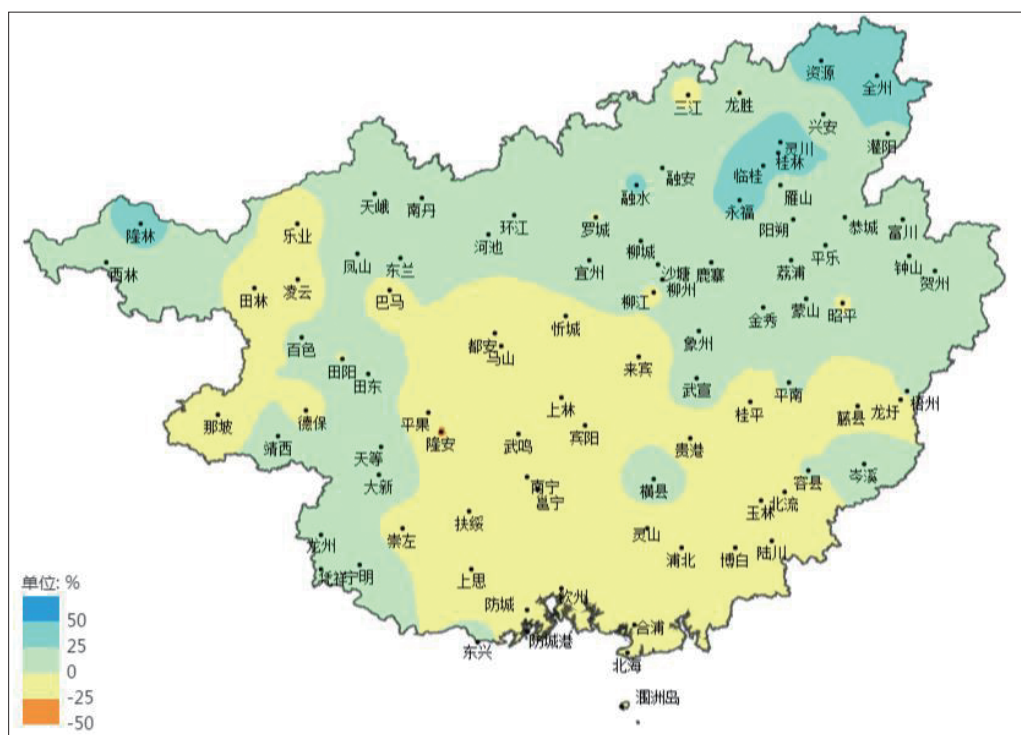 资源
全州
三江
龙胜
兴安
灌阳
灵川
桂林
临桂
融安
融水
雁山
永福
天峨
南丹
环江
罗城
阳朔
恭城
富川
隆林
乐业
河池
柳城
平乐
西林
凤山
东兰
宜州
沙塘
鹿寨
荔浦
钟山
贺州
柳州
田林
凌云
巴马
柳江
金秀
蒙山
昭平
忻城
百色
都安
马山
象州
田阳
田东
来宾
武宣
平南
那坡
德保
平果
上林
桂平
藤县
龙圩
梧州
靖西
隆安
武鸣
宾阳
贵港
天等
大新
南宁
邕宁
横县
容县
岑溪
玉林
北流
扶绥
龙州
崇左
灵山
浦北
博白
陆川
凭祥
宁明
上思
防城
钦州
东兴
防城港
合浦
北海
涠洲岛
单位: %
50
25
0
-25
-50